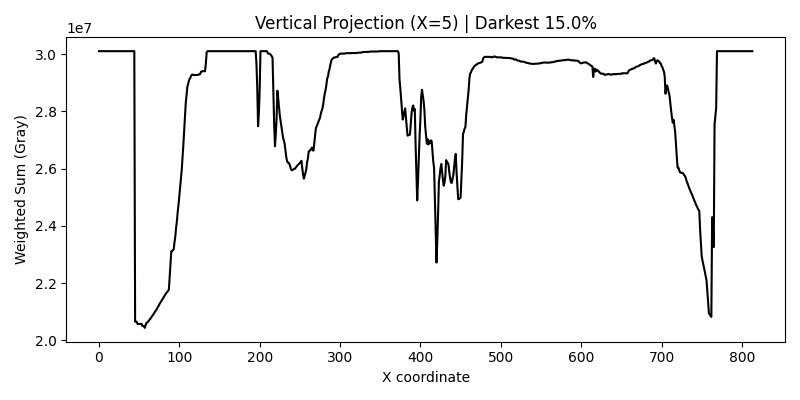 Vertical Projection (X=5) | Darkest 15.0%
1e7
3.0
2.8
2.6
2.4
2.2
2.0
Weighted Sum (Gray)
0 100 200 300 400 500 600 700 800
X coordinate